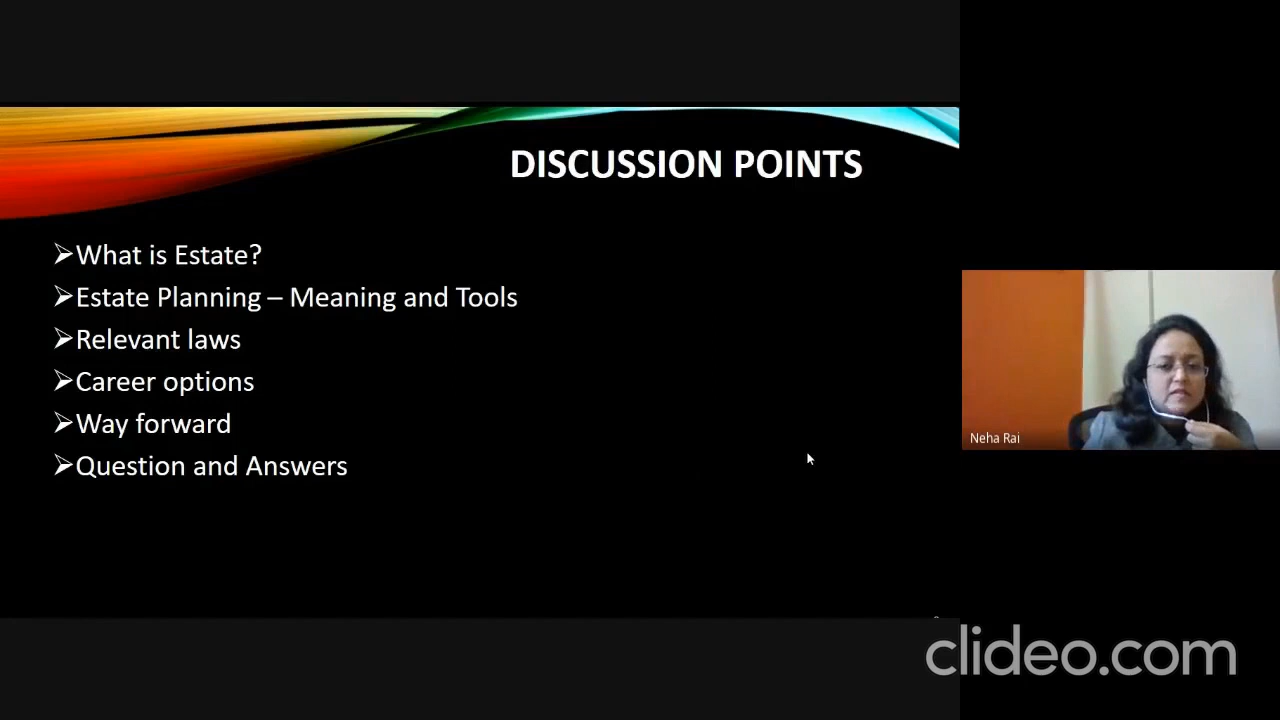 DISCUSSION POINTS
What is Estate?
Estate Planning – Meaning and Tools
Relevant laws
Career options
Way forward
Question and Answers
Neha Rai
clideo.com